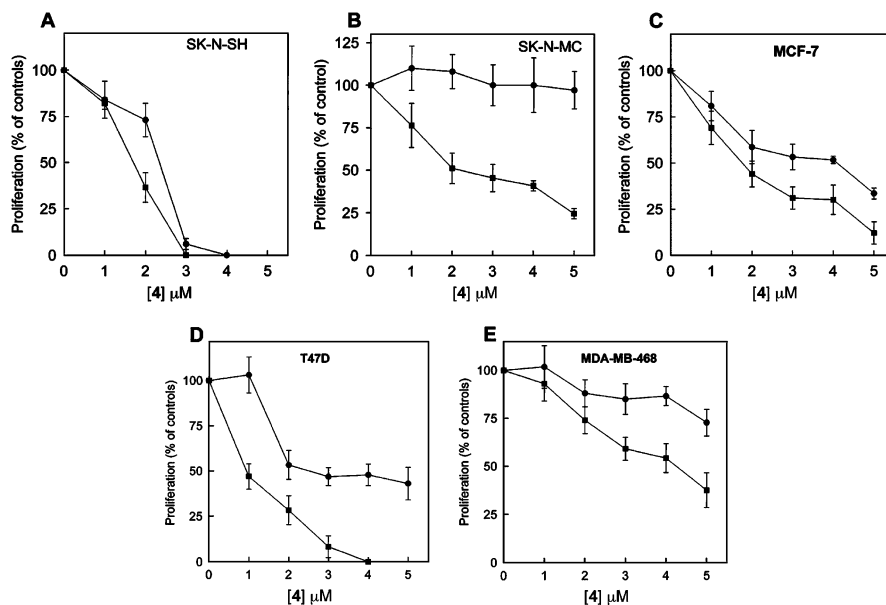 A
SK-N-SH
Proliferation (% of control)
100
75
50
25
0
0 1 2 3 4 5
[4] µM
B
SK-N-MC
Proliferation (% of control)
125
100
75
50
25
0
0 1 2 3 4 5
[4] µM
C
MCF-7
Proliferation (% of controls)
100
75
50
25
0
0 1 2 3 4 5
[4] µM
D
T47D
Proliferation (% of controls)
100
75
50
25
0
0 1 2 3 4 5
[4] µM
E
MDA-MB-468
Proliferation (% of controls)
100
75
50
25
0
0 1 2 3 4 5
[4] µM